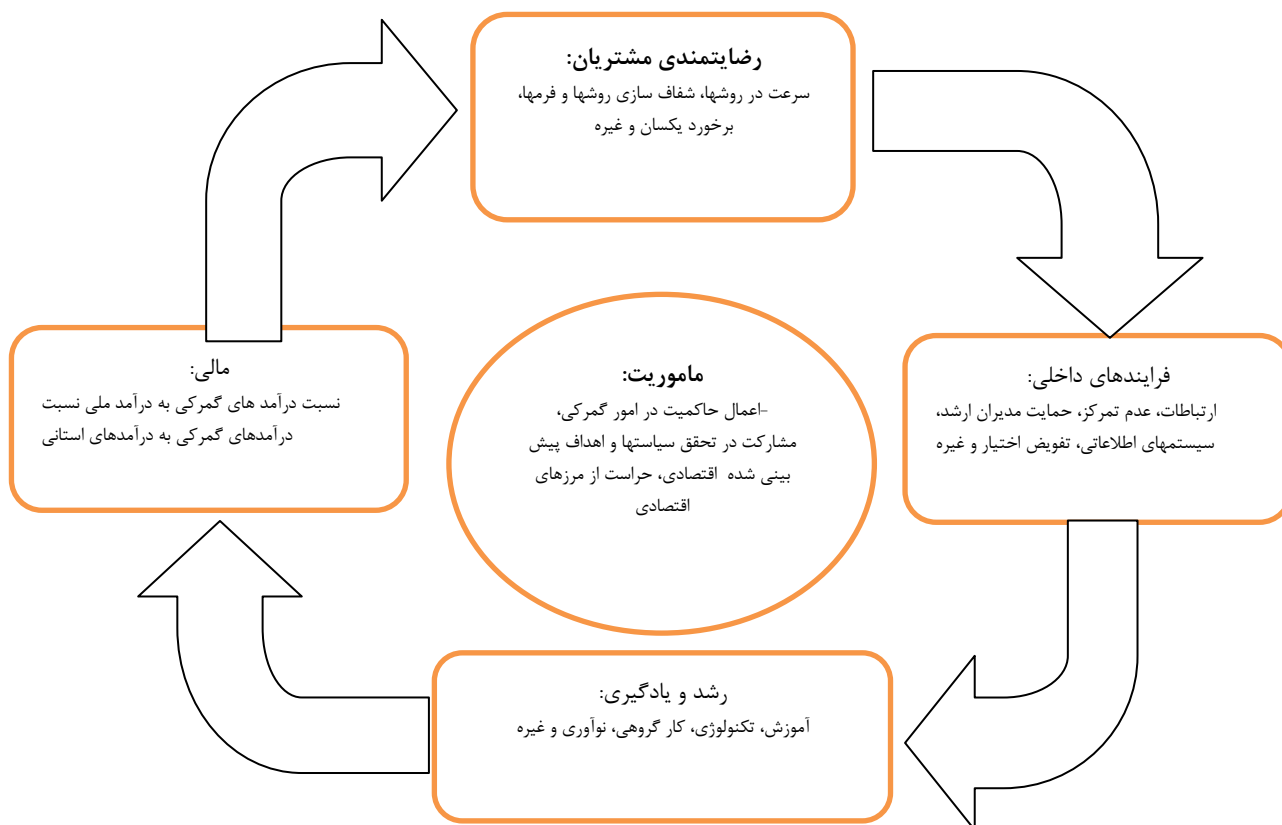 رضایتمندی مشتریان:
سرعت در روشها، شفاف سازی روشها و فرمها،
برخورد یکسان و غیره
فرایندهای داخلی:
ارتباطات، عدم تمرکز، حمایت مدیران ارشد،
سیستمهای اطلاعاتی، تفویض اختیار و غیره
ماموریت:
-اعمال حاکمیت در امور گمرکی،
مشارکت در تحقق سیاستها و اهداف پیش
بینی شده اقتصادی، حراست از مرزهای
اقتصادی
مالی:
نسبت درآمد های گمرکی به درآمد ملی نسبت
درآمدهای گمرکی به درآمدهای استانی
رشد و یادگیری:
آموزش، تکنولوژی، کار گروهی، نوآوری و غیره